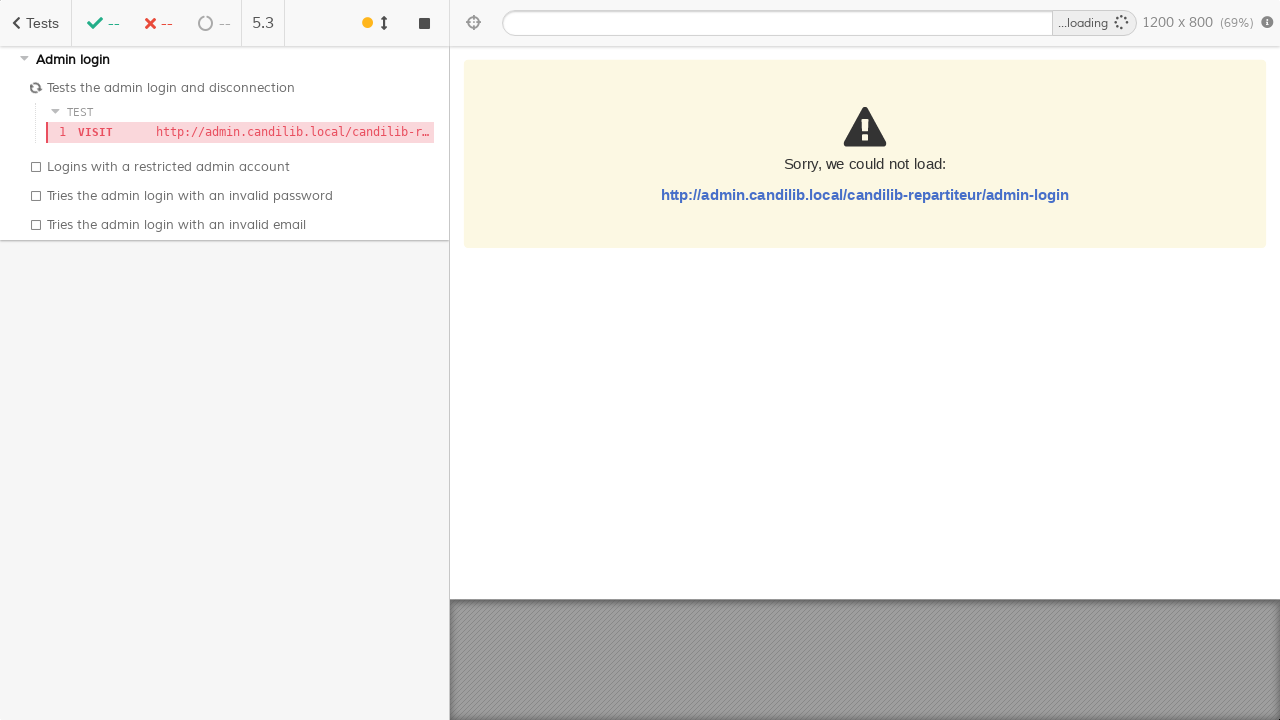 Tests -- -- -- 5.3
...loading 1200 x 800 (69%)
Admin login
Tests the admin login and disconnection
TEST
1 VISIT http://admin.candilib.local/candilib-r…
Logins with a restricted admin account
Tries the admin login with an invalid password
Tries the admin login with an invalid email
Sorry, we could not load:
http://admin.candilib.local/candilib-repartiteur/admin-login